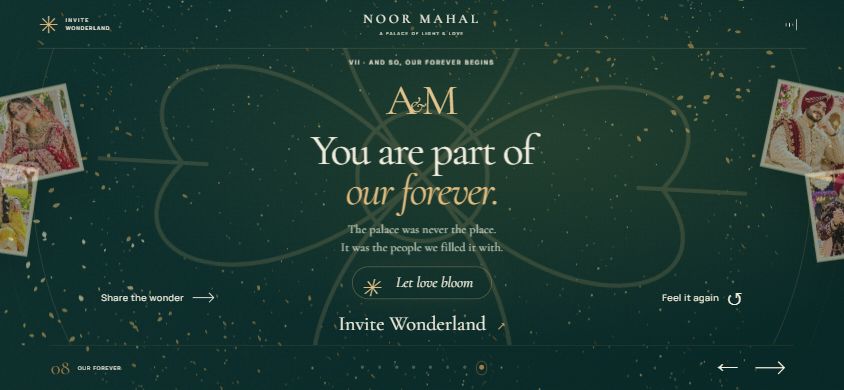 INVITE
WONDERLAND
NOOR MAHAL
A PALACE OF LIGHT & LOVE
VII · AND SO, OUR FOREVER BEGINS
A&M
You are part of
our forever.
The palace was never the place.
It was the people we filled it with.
Let love bloom
Share the wonder →
Feel it again ↺
Invite Wonderland ↗
08 OUR FOREVER
← →